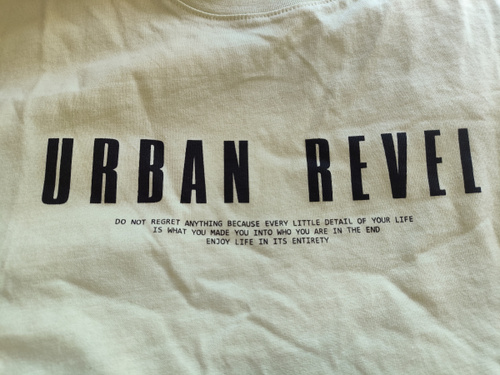 URBAN REVEL
DO NOT REGRET ANYTHING BECAUSE EVERY LITTLE DETAIL OF YOUR LIFE
IS WHAT YOU MADE YOU INTO WHO YOU ARE IN THE END
ENJOY LIFE IN ITS ENTIRETY